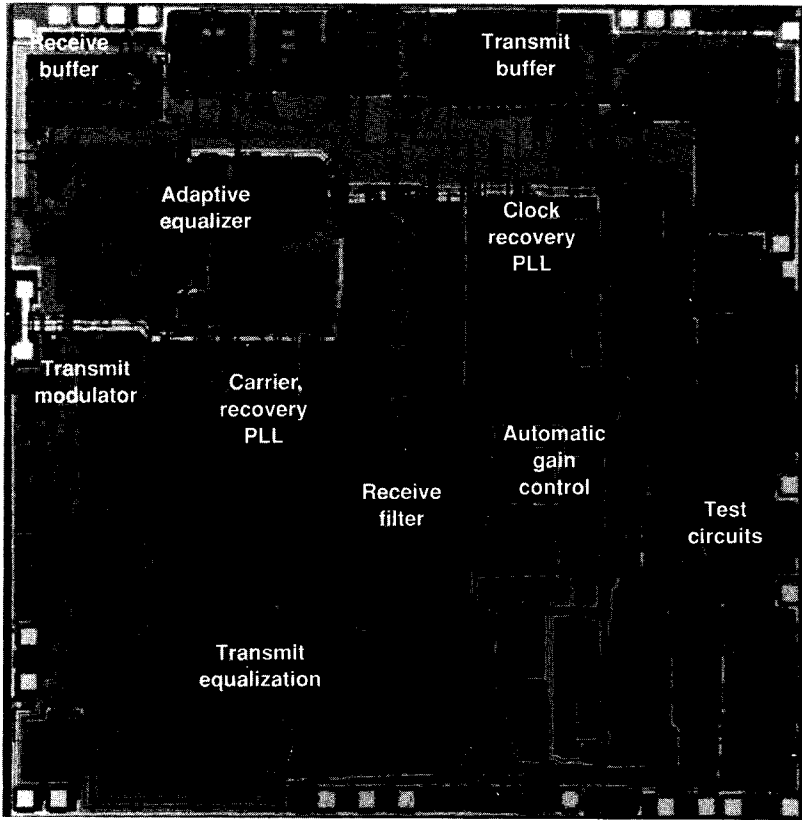 Receive
buffer
Transmit
buffer
Adaptive
equalizer
Clock
recovery
PLL
Transmit
modulator
Carrier,
recovery
PLL
Automatic
gain
control
Receive
filter
Test
circuits
Transmit
equalization